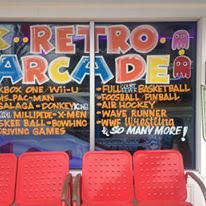 RETRO
ARCADE
XBOX ONE WII-U
MS. PAC-MAN
GALAGA - DONKEY KONG
MILLIPEDE - X-MEN
SKEE BALL - BOWLING
DRIVING GAMES
- FULL BASKETBALL
- FOOSBALL PINBALL
- AIR HOCKEY
- WAVE RUNNER
- WWF Wrestling
& SO MANY MORE!